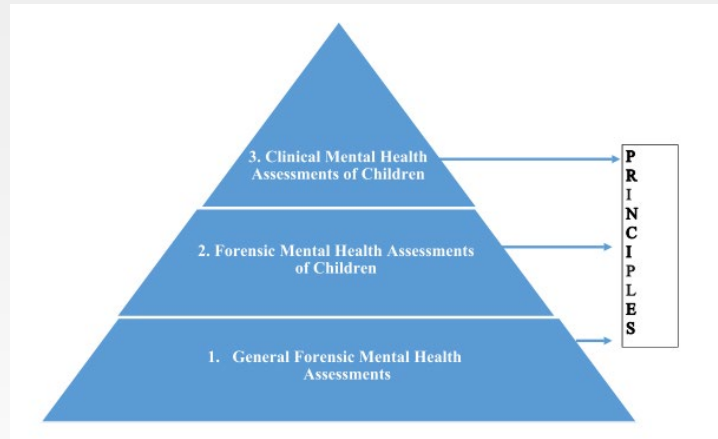 3. Clinical Mental Health
Assessments of Children
2. Forensic Mental Health Assessments
of Children
1. General Forensic Mental Health
Assessments
P
R
I
N
C
I
P
L
E
S